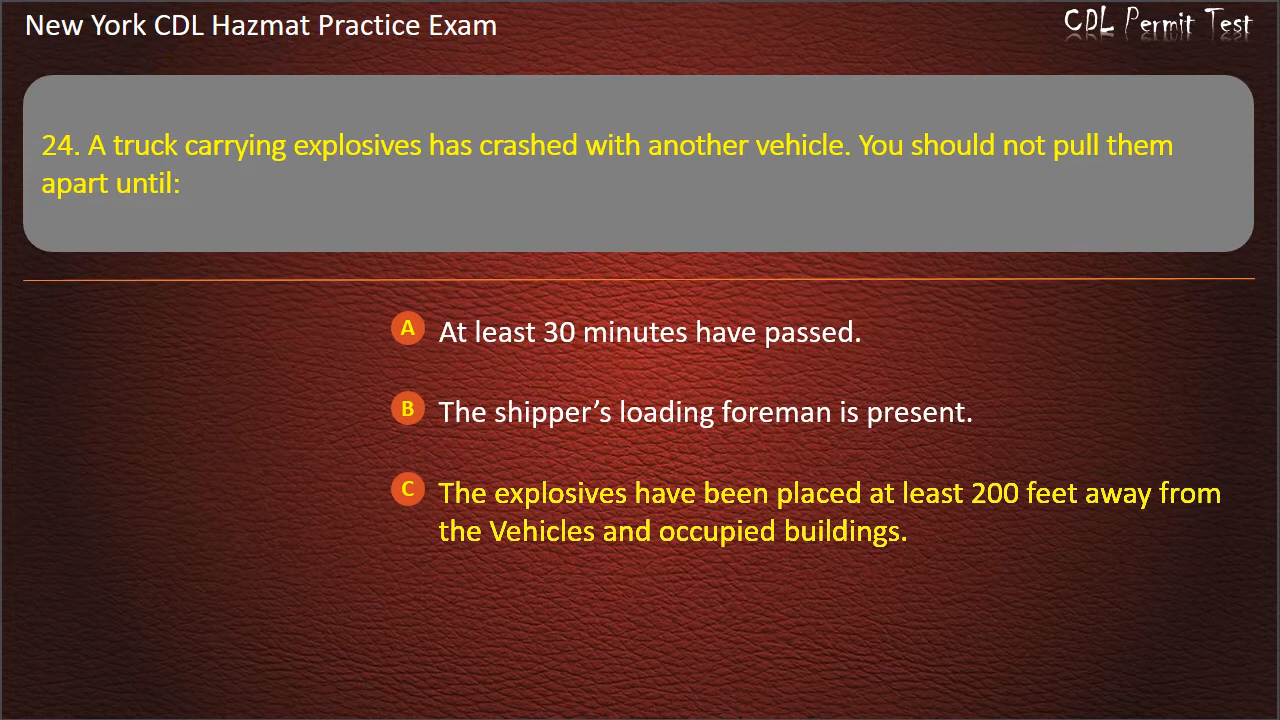 New York CDL Hazmat Practice Exam
CDL Permit Test
24. A truck carrying explosives has crashed with another vehicle. You should not pull them
apart until:
A At least 30 minutes have passed.
B The shipper’s loading foreman is present.
C The explosives have been placed at least 200 feet away from
the Vehicles and occupied buildings.